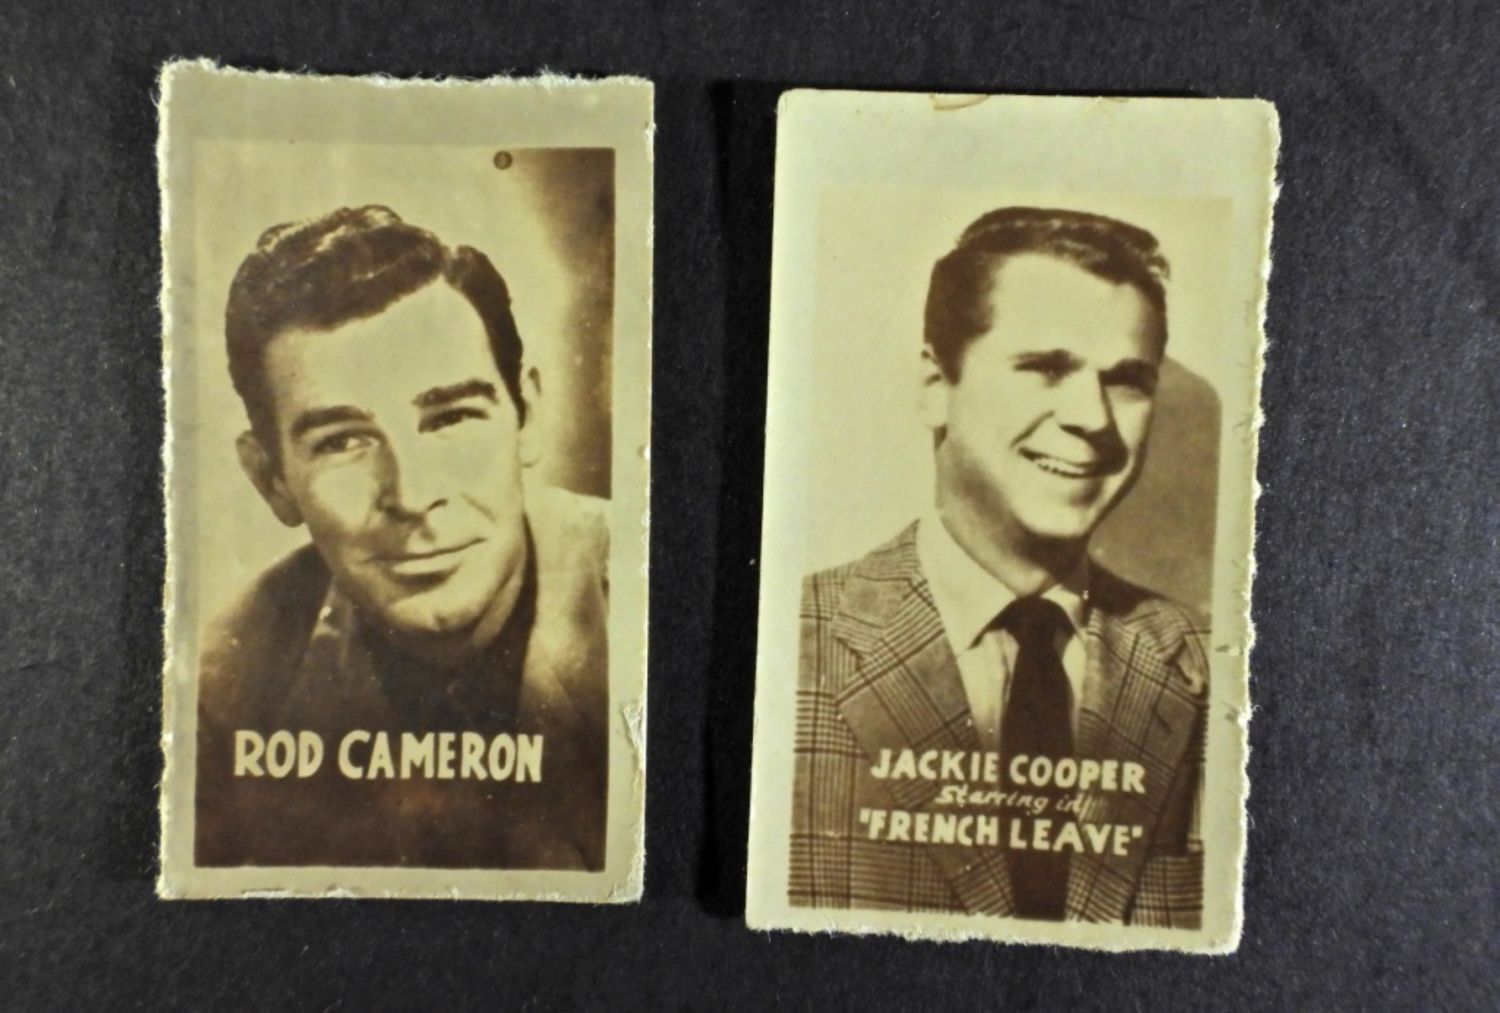 ROD CAMERON
JACKIE COOPER
Starring in
"FRENCH LEAVE"